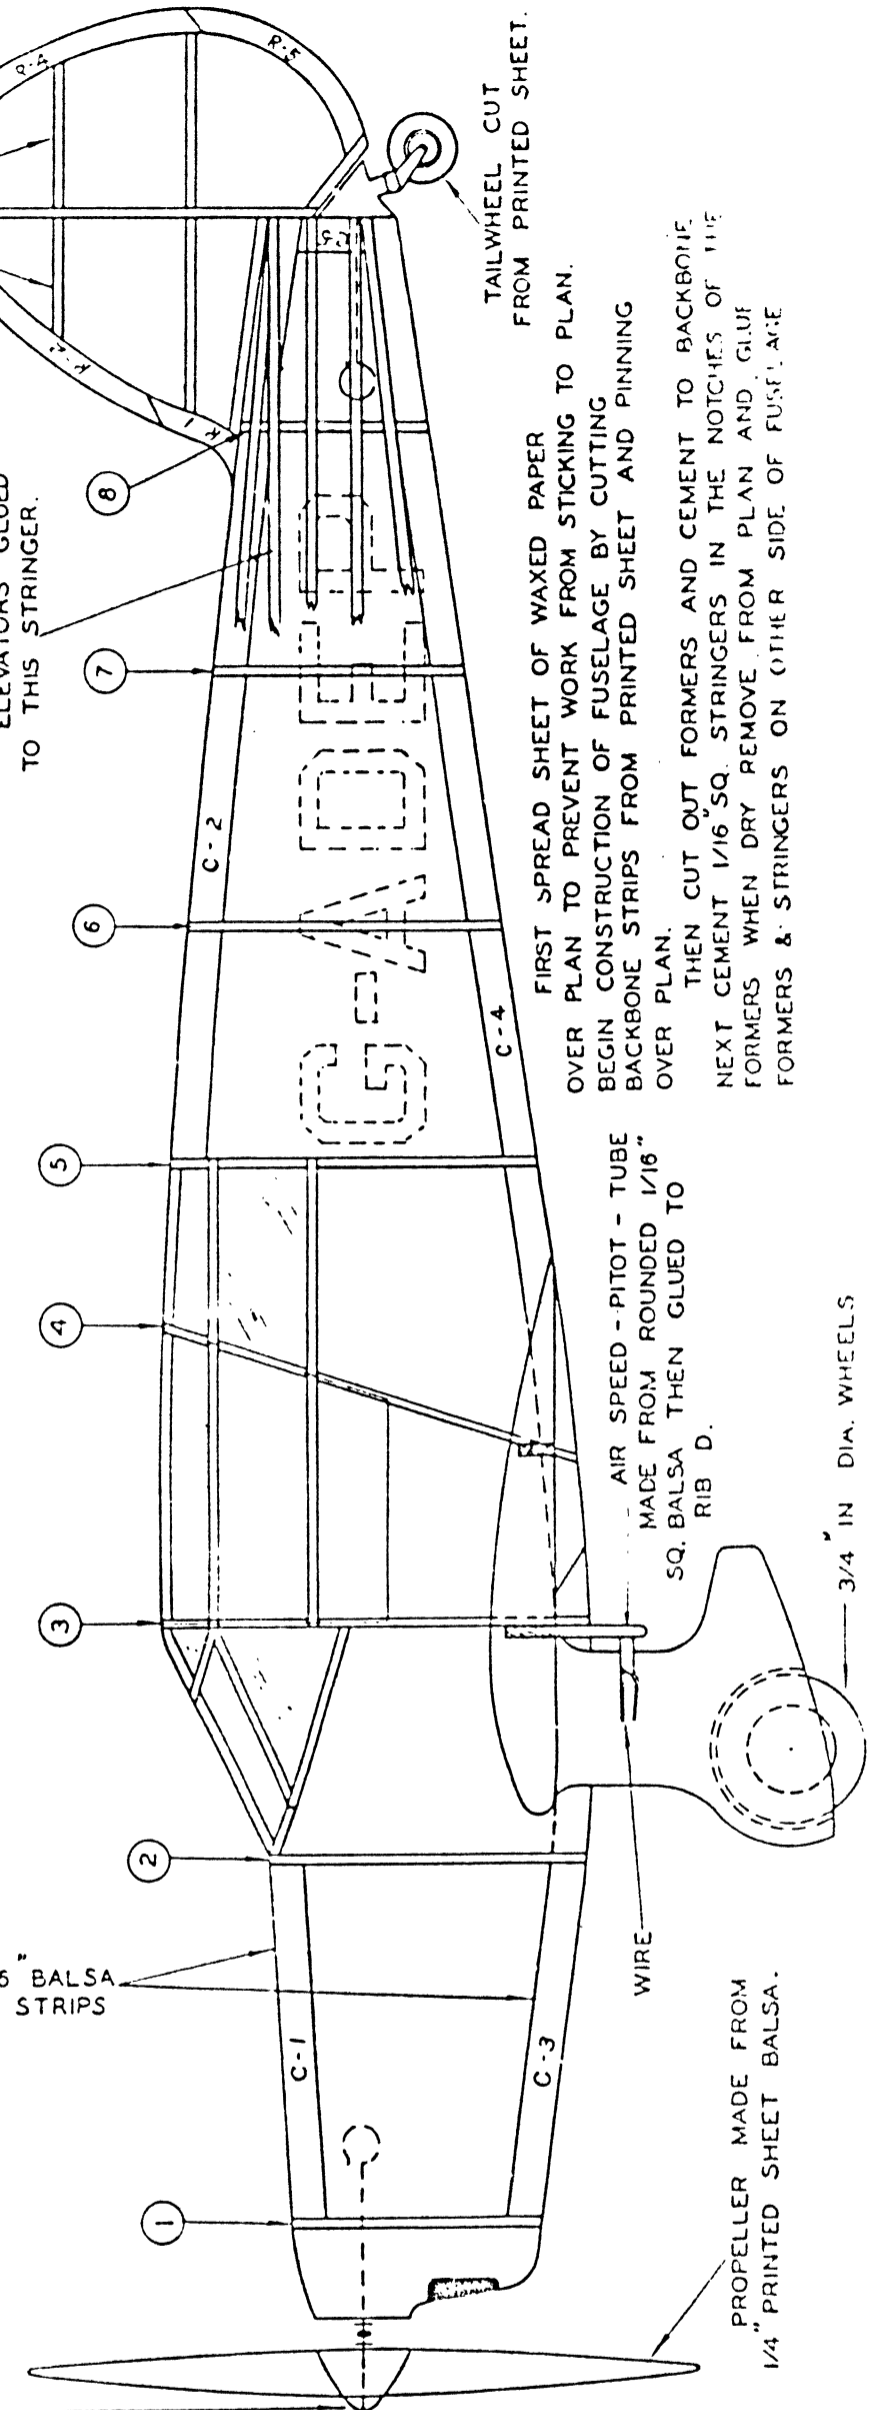 R-4
R-5
R-2
R 1
TAILWHEEL CUT
FROM PRINTED SHEET.
ELEVATORS GLUED
TO THIS STRINGER.
8
7
6
5
4
3
2
1
C-2
C-4
C-1
C-3
G-ADE
FIRST SPREAD SHEET OF WAXED PAPER
OVER PLAN TO PREVENT WORK FROM STICKING TO PLAN.
BEGIN CONSTRUCTION OF FUSELAGE BY CUTTING
BACKBONE STRIPS FROM PRINTED SHEET AND PINNING
OVER PLAN.
THEN CUT OUT FORMERS AND CEMENT TO BACKBONE
NEXT CEMENT 1/16" SQ. STRINGERS IN THE NOTCHES OF THE
FORMERS WHEN DRY REMOVE FROM PLAN AND GLUE
FORMERS & STRINGERS ON OTHER SIDE OF FUSELAGE
AIR SPEED - PITOT - TUBE
MADE FROM ROUNDED 1/16"
SQ. BALSA THEN GLUED TO
RIB D.
3/4" IN DIA. WHEELS
WIRE
6" BALSA
STRIPS
PROPELLER MADE FROM
1/4" PRINTED SHEET BALSA.